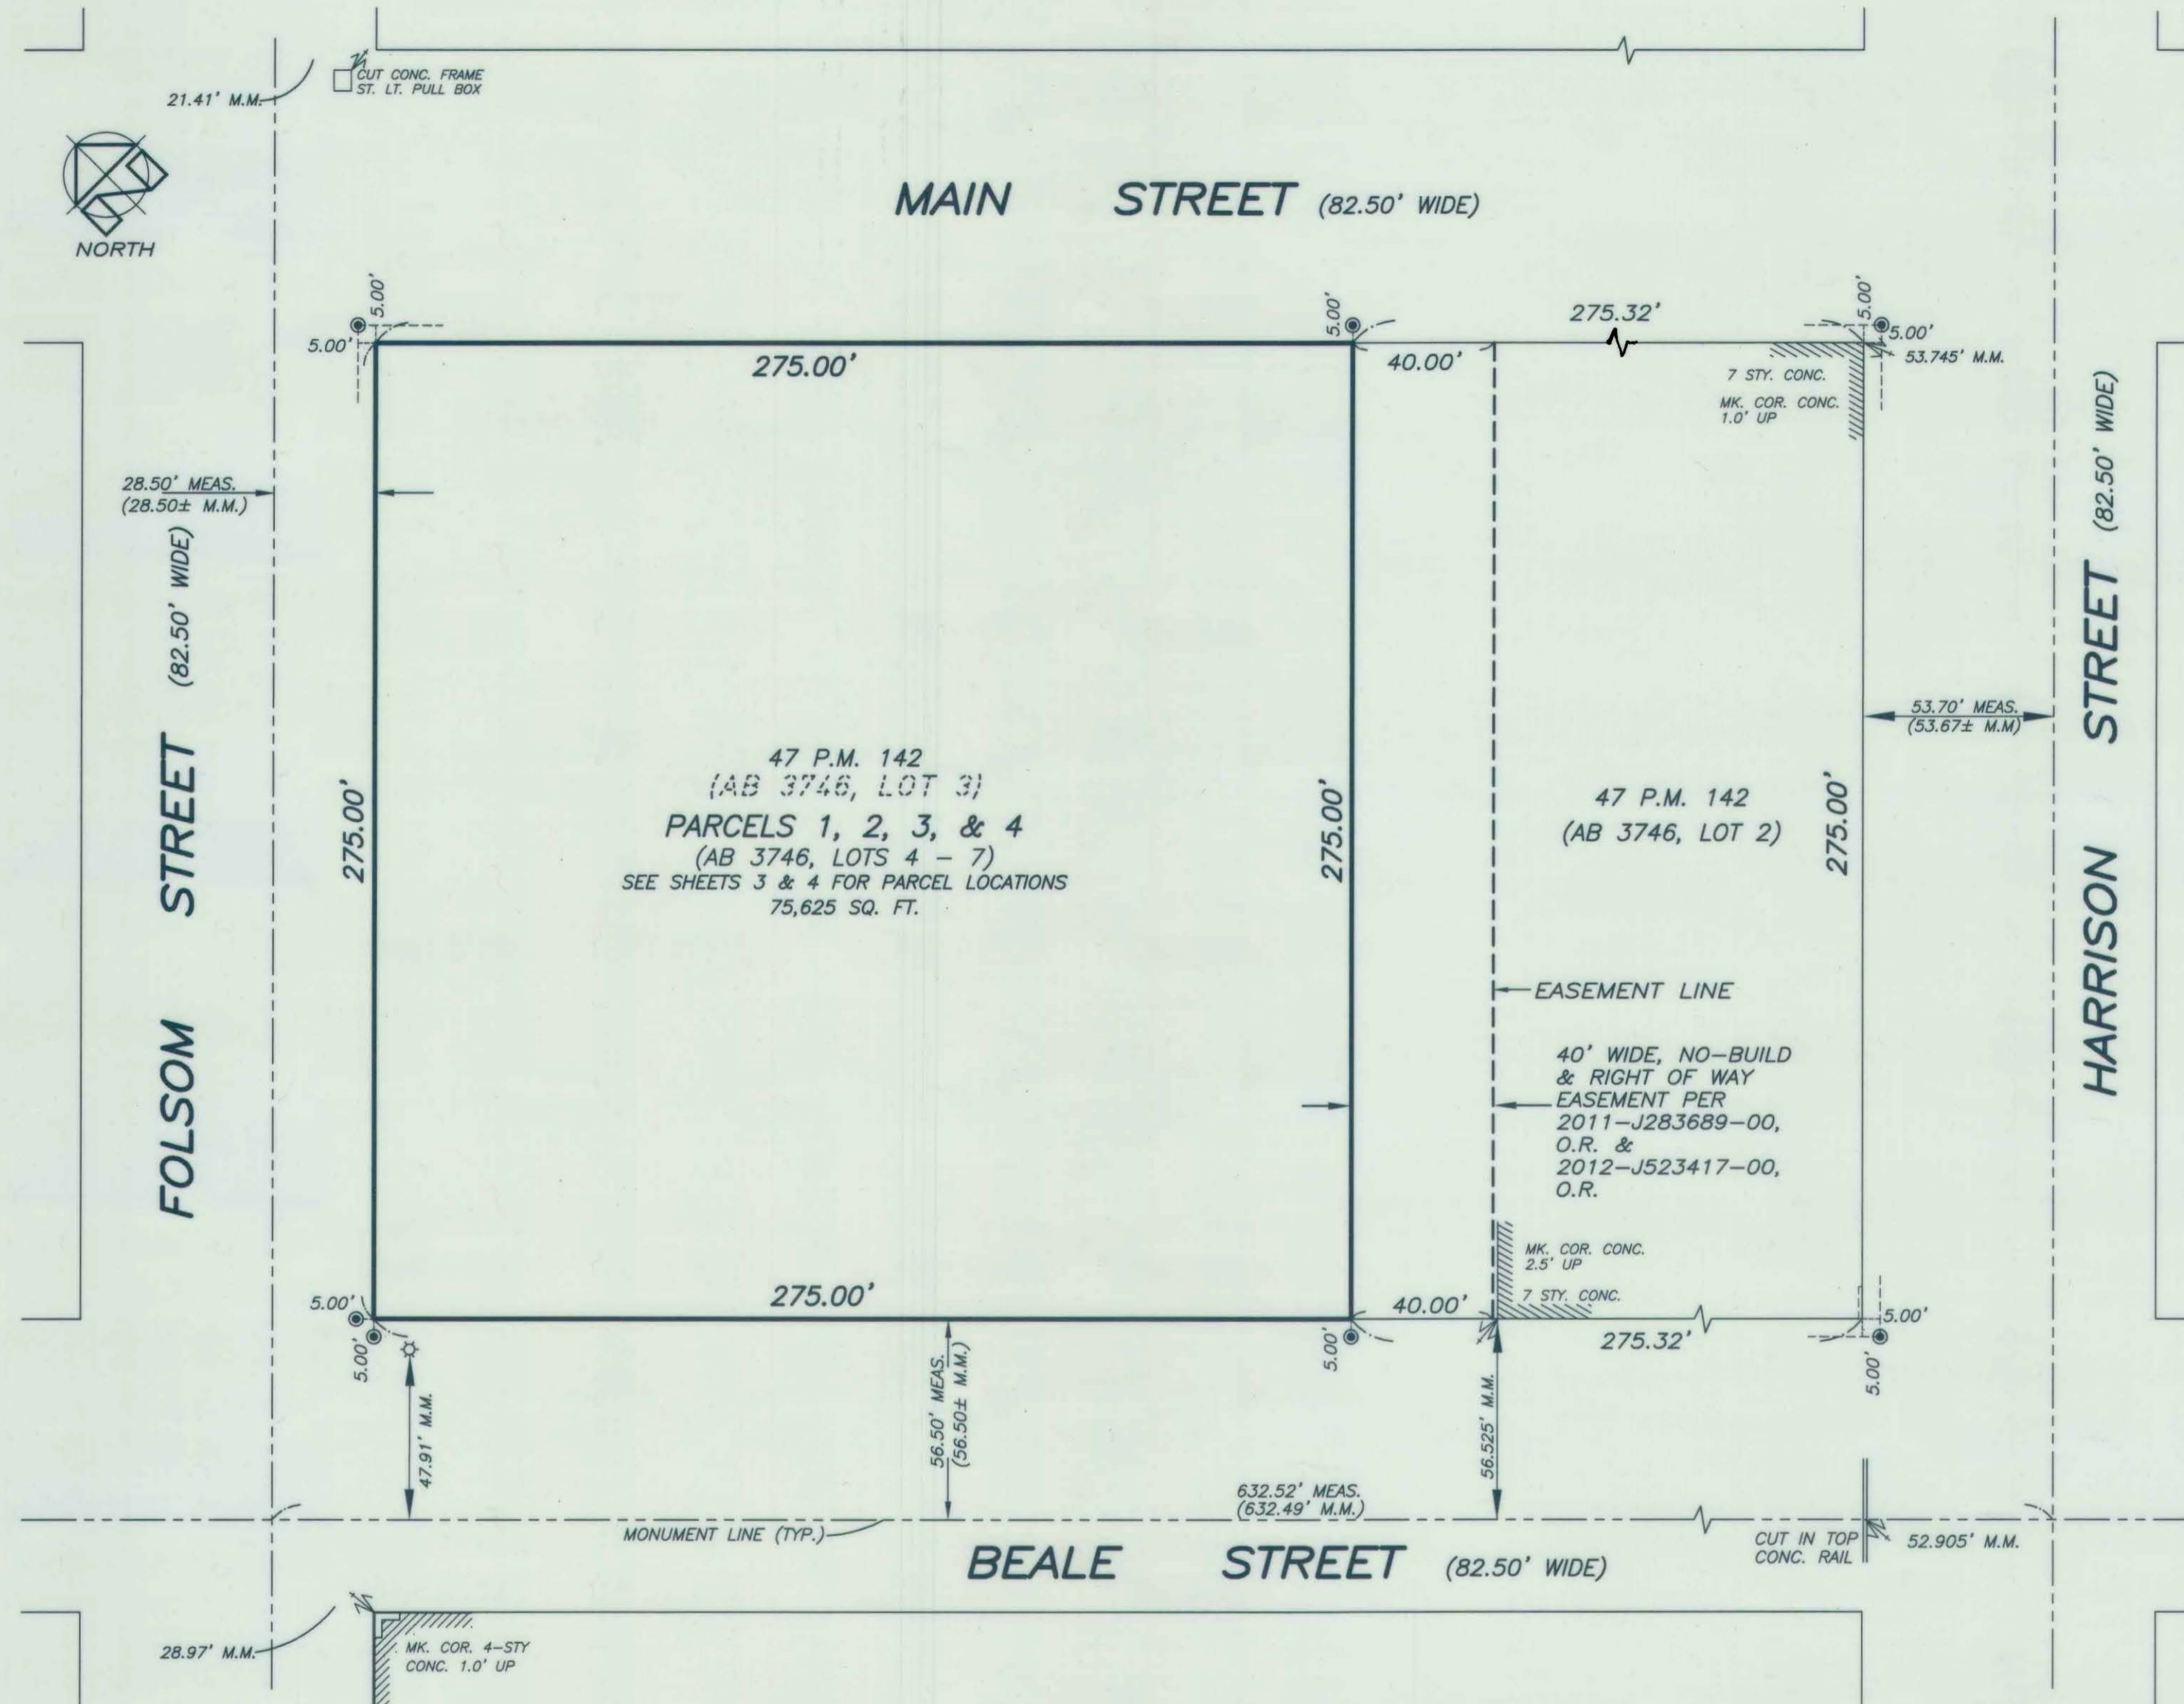 21.41' M.M.
CUT CONC. FRAME
ST. LT. PULL BOX
NORTH
MAIN STREET (82.50' WIDE)
5.00'
5.00'
275.00'
5.00'
40.00'
275.32'
5.00'
5.00'
53.745' M.M.
7 STY. CONC.
MK. COR. CONC.
1.0' UP
28.50' MEAS.
(28.50± M.M.)
FOLSOM STREET (82.50' WIDE)
275.00'
47 P.M. 142
(AB 3746, LOT 3)
PARCELS 1, 2, 3, & 4
(AB 3746, LOTS 4 – 7)
SEE SHEETS 3 & 4 FOR PARCEL LOCATIONS
75,625 SQ. FT.
275.00'
47 P.M. 142
(AB 3746, LOT 2)
275.00'
53.70' MEAS.
(53.67± M.M)
HARRISON STREET (82.50' WIDE)
EASEMENT LINE
40' WIDE, NO–BUILD
& RIGHT OF WAY
EASEMENT PER
2011–J283689–00,
O.R. &
2012–J523417–00,
O.R.
MK. COR. CONC.
2.5' UP
7 STY. CONC.
5.00'
275.00'
40.00'
275.32'
5.00'
5.00'
5.00'
5.00'
47.91' M.M.
56.50' MEAS.
(56.50± M.M.)
56.525' M.M.
632.52' MEAS.
(632.49' M.M.)
MONUMENT LINE (TYP.)
BEALE STREET (82.50' WIDE)
CUT IN TOP
CONC. RAIL
52.905' M.M.
28.97' M.M.
MK. COR. 4–STY
CONC. 1.0' UP